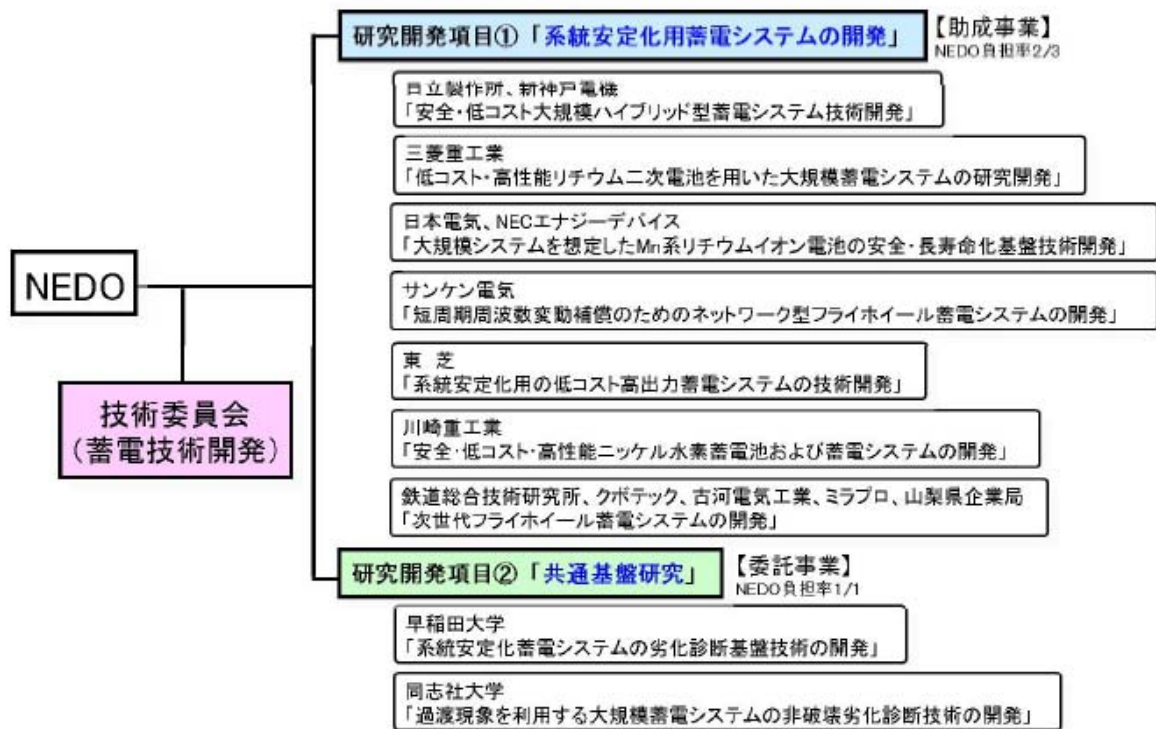 研究開発項目①「系統安定化用蓄電システムの開発」
【助成事業】
NEDO負担率2/3
日立製作所、新神戸電機
「安全・低コスト大規模ハイブリッド型蓄電システム技術開発」
三菱重工業
「低コスト・高性能リチウム二次電池を用いた大規模蓄電システムの研究開発」
日本電気、NECエナジーデバイス
「大規模システムを想定したMn系リチウムイオン電池の安全・長寿命化基盤技術開発」
サンケン電気
「短周期周波数変動補償のためのネットワーク型フライホイール蓄電システムの開発」
東 芝
「系統安定化用の低コスト高出力蓄電システムの技術開発」
川崎重工業
「安全・低コスト・高性能ニッケル水素蓄電池および蓄電システムの開発」
鉄道総合技術研究所、クボテック、古河電気工業、ミラプロ、山梨県企業局
「次世代フライホイール蓄電システムの開発」
NEDO
技術委員会
（蓄電技術開発）
研究開発項目②「共通基盤研究」
【委託事業】
NEDO負担率1/1
早稲田大学
「系統安定化蓄電システムの劣化診断基盤技術の開発」
同志社大学
「過渡現象を利用する大規模蓄電システムの非破壊劣化診断技術の開発」